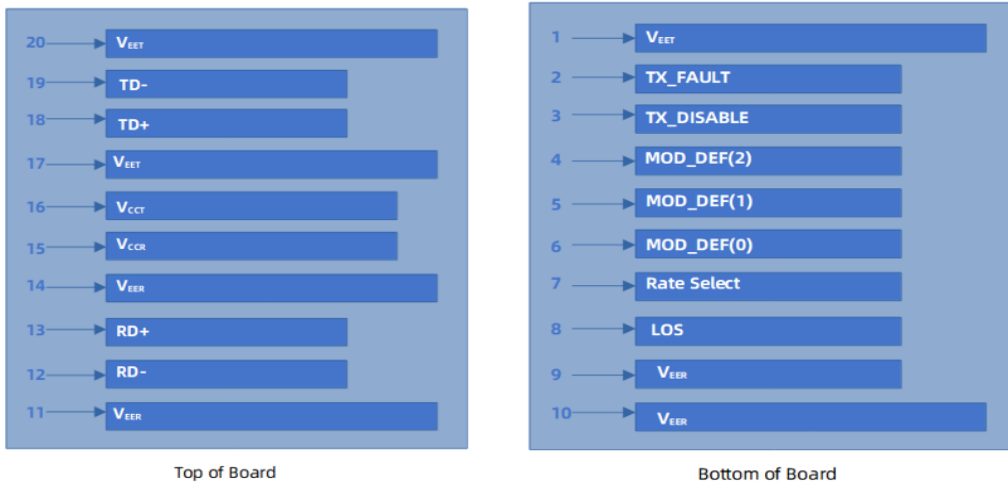 20 VEET
19 TD-
18 TD+
17 VEET
16 VCCT
15 VCCR
14 VEER
13 RD+
12 RD-
11 VEER
Top of Board
1 VEET
2 TX_FAULT
3 TX_DISABLE
4 MOD_DEF(2)
5 MOD_DEF(1)
6 MOD_DEF(0)
7 Rate Select
8 LOS
9 VEER
10 VEER
Bottom of Board